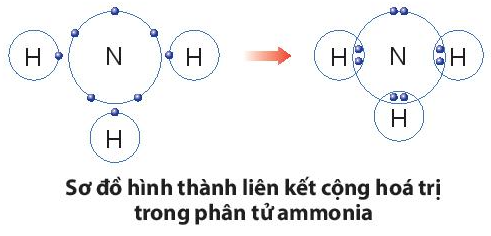 H N H H N H
H H
Sơ đồ hình thành liên kết cộng hoá trị
trong phân tử ammonia